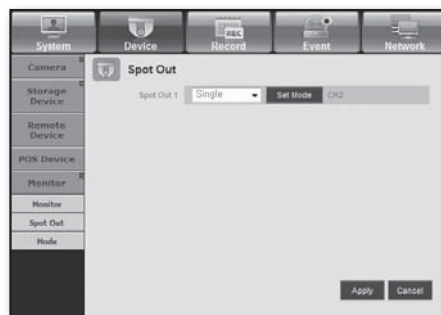 System Device Record Event Network
REC
Camera
Storage
Device
Remote
Device
POS Device
Monitor
Monitor
Spot Out
Mode
Spot Out
Spot Out 1 Single Set Mode CH2
Apply Cancel